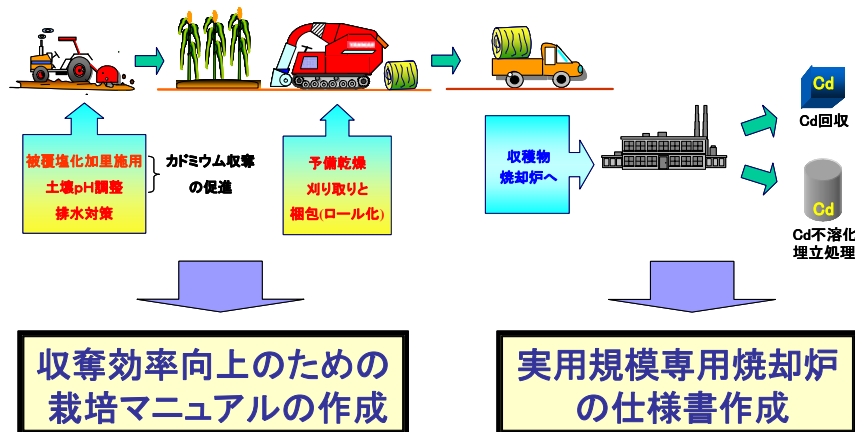 YANMAR
被覆塩化加里施用
土壌pH調整
排水対策
カドミウム収奪
の促進
予備乾燥
刈り取りと
梱包(ロール化)
収穫物
焼却炉へ
Cd
Cd回収
Cd
Cd不溶化
埋立処理
収奪効率向上のための
栽培マニュアルの作成
実用規模専用焼却炉
の仕様書作成